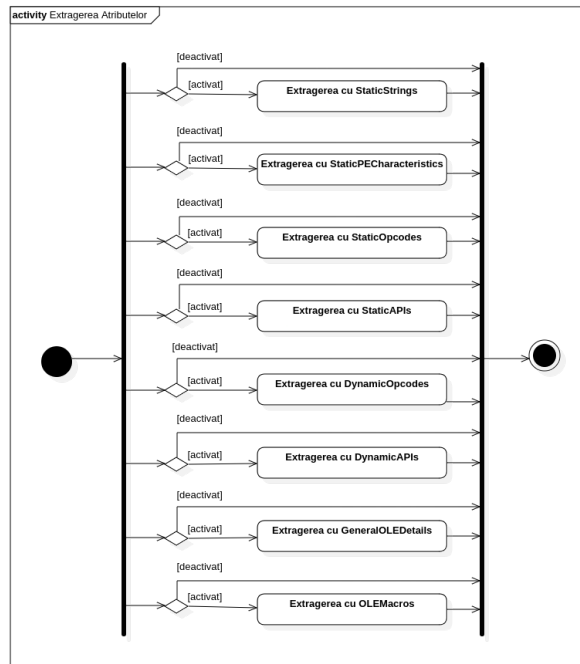 activity Extragerea Atributelor
[deactivat]
[activat]
Extragerea cu StaticStrings
[deactivat]
[activat]
Extragerea cu StaticPECharacteristics
[deactivat]
[activat]
Extragerea cu StaticOpcodes
[deactivat]
[activat]
Extragerea cu StaticAPIs
[deactivat]
[activat]
Extragerea cu DynamicOpcodes
[deactivat]
[activat]
Extragerea cu DynamicAPIs
[deactivat]
[activat]
Extragerea cu GeneralOLEDetails
[deactivat]
[activat]
Extragerea cu OLEMacros